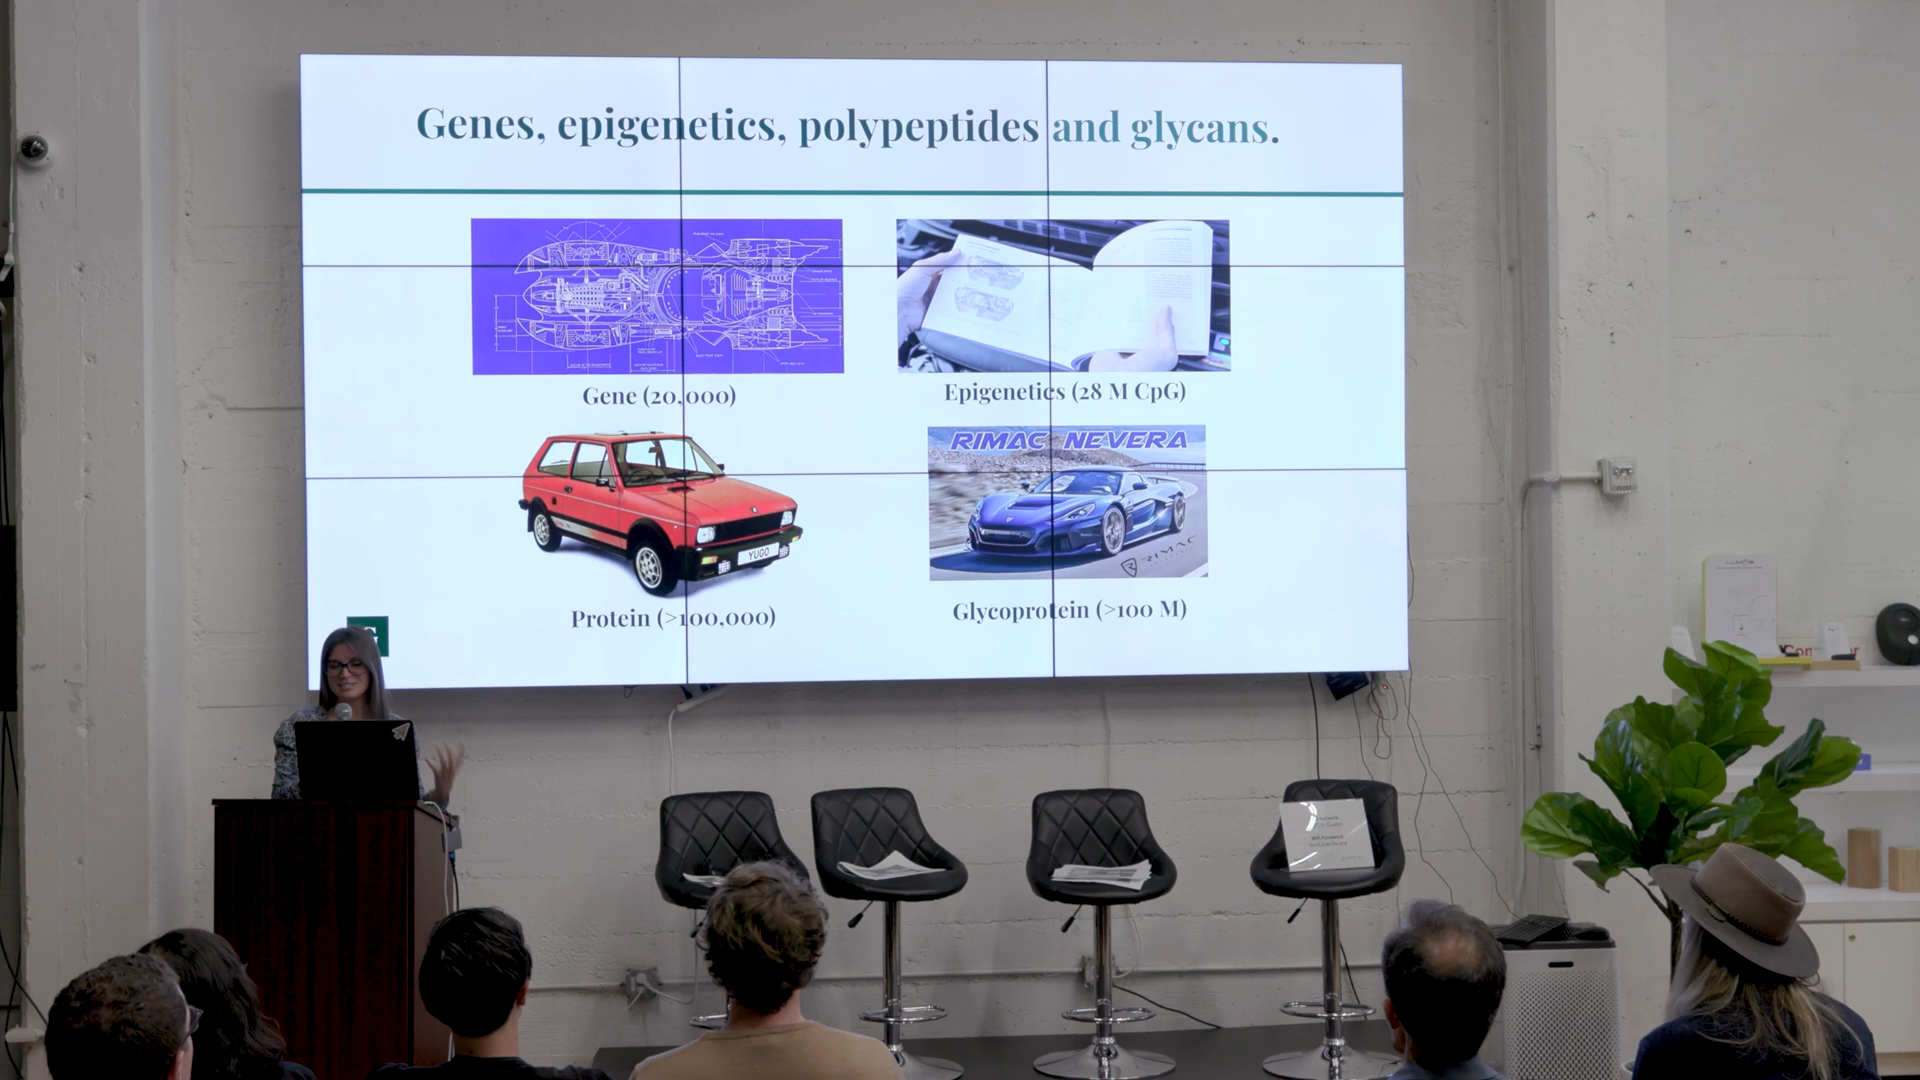 Genes, epigenetics, polypeptides and glycans.
Gene (20,000)
Epigenetics (28 M CpG)
RIMAC NEVERA
YUGO
RIMAC
Protein (>100,000)
Glycoprotein (>100 M)